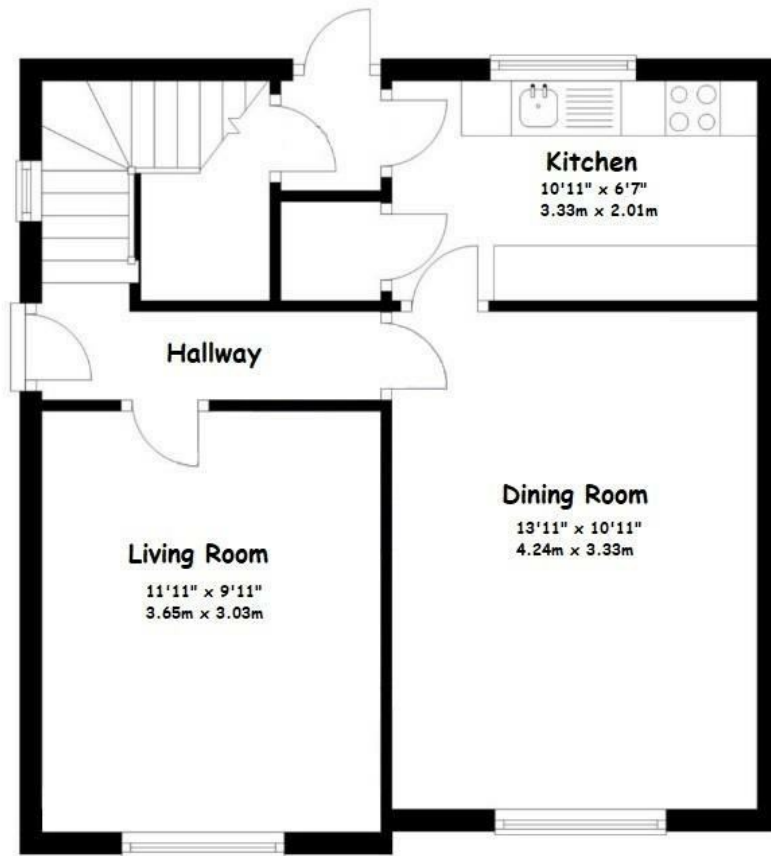 Kitchen
10'11" x 6'7"
3.33m x 2.01m
Hallway
Dining Room
13'11" x 10'11"
4.24m x 3.33m
Living Room
11'11" x 9'11"
3.65m x 3.03m